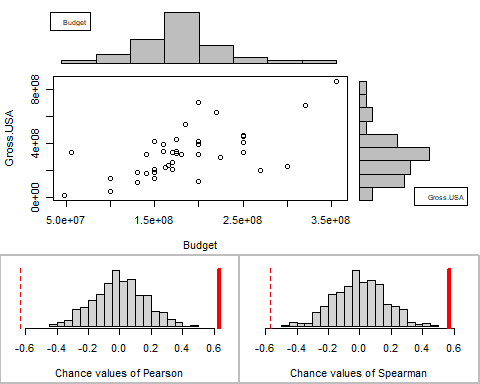 Budget
Gross.USA
0e+00 4e+08 8e+08
Gross.USA
5.0e+07 1.5e+08 2.5e+08 3.5e+08
Budget
-0.6 -0.4 -0.2 0.0 0.2 0.4 0.6
Chance values of Pearson
-0.6 -0.4 -0.2 0.0 0.2 0.4 0.6
Chance values of Spearman